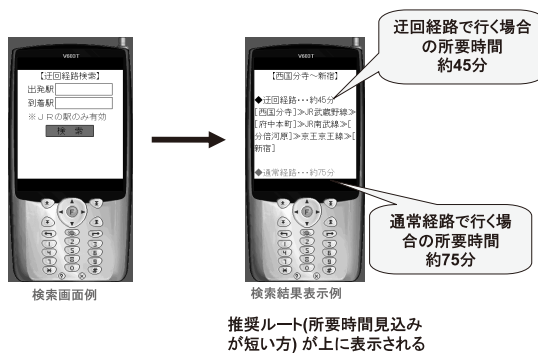 V603T
【迂回経路検索】
出発駅
到着駅
※ＪＲの駅のみ有効
検 索
検索画面例
V603T
【西国分寺～新宿】
◆迂回経路・・・約45分
[西国分寺]≫JR武蔵野線≫
[府中本町]≫JR南武線≫[
分倍河原]≫京王京王線≫[
新宿]
◆通常経路・・・約75分
検索結果表示例
迂回経路で行く場合
の所要時間
約45分
通常経路で行く場
合の所要時間
約75分
推奨ルート(所要時間見込み
が短い方) が上に表示される